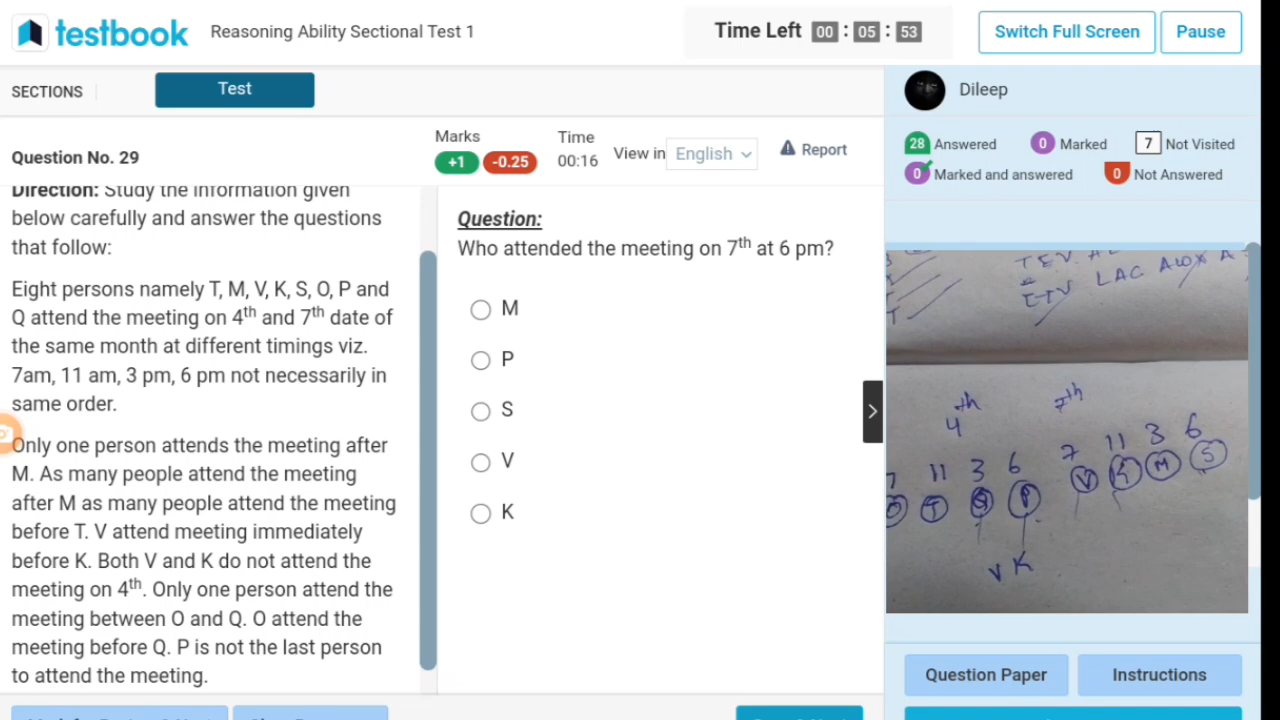 testbook
Reasoning Ability Sectional Test 1
Time Left 00 : 05 : 53
Switch Full Screen
Pause
SECTIONS
Test
Dileep
Question No. 29
Marks
+1 -0.25
Time
00:16
View in English
Report
28 Answered
0 Marked
7 Not Visited
0 Marked and answered
0 Not Answered
Direction: Study the information given
below carefully and answer the questions
that follow:
Eight persons namely T, M, V, K, S, O, P and
Q attend the meeting on 4th and 7th date of
the same month at different timings viz.
7am, 11 am, 3 pm, 6 pm not necessarily in
same order.
Only one person attends the meeting after
M. As many people attend the meeting
after M as many people attend the meeting
before T. V attend meeting immediately
before K. Both V and K do not attend the
meeting on 4th. Only one person attend the
meeting between O and Q. O attend the
meeting before Q. P is not the last person
to attend the meeting.
Question:
Who attended the meeting on 7th at 6 pm?
M
P
S
V
K
TEV
ETV LAC
4th 7th
7 11 3 6 7 11 3 6
O T Q P V K M S
V K
Question Paper
Instructions